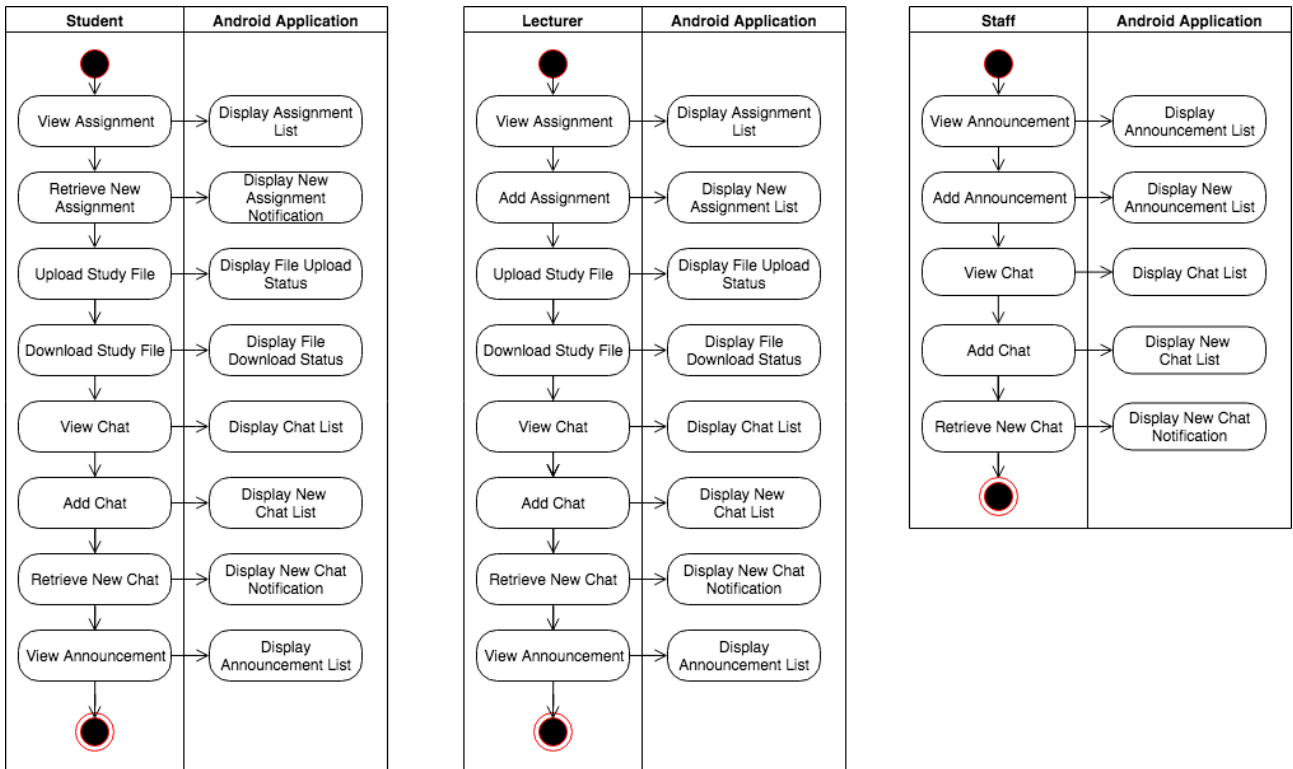 Student
Android Application
View Assignment
Display Assignment
List
Retrieve New
Assignment
Display New
Assignment
Notification
Upload Study File
Display File Upload
Status
Download Study File
Display File
Download Status
View Chat
Display Chat List
Add Chat
Display New
Chat List
Retrieve New Chat
Display New Chat
Notification
View Announcement
Display
Announcement List
Lecturer
Android Application
View Assignment
Display Assignment
List
Add Assignment
Display New
Assignment List
Upload Study File
Display File Upload
Status
Download Study File
Display File
Download Status
View Chat
Display Chat List
Add Chat
Display New
Chat List
Retrieve New Chat
Display New Chat
Notification
View Announcement
Display
Announcement List
Staff
Android Application
View Announcement
Display
Announcement List
Add Announcement
Display New
Announcement List
View Chat
Display Chat List
Add Chat
Display New
Chat List
Retrieve New Chat
Display New Chat
Notification